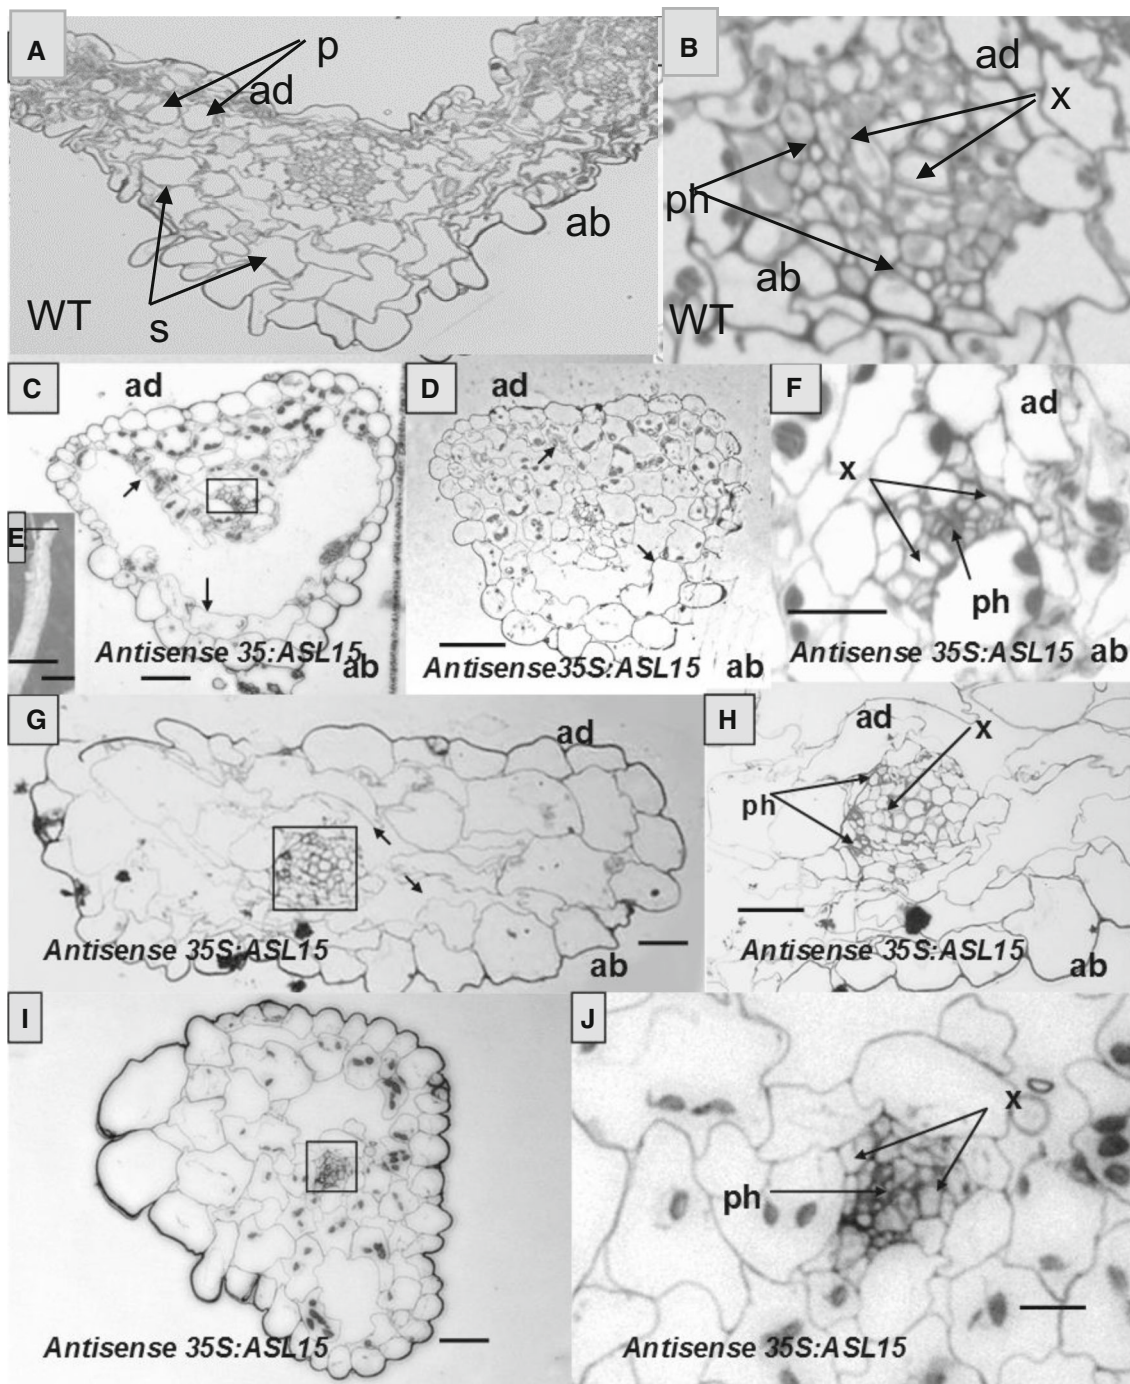 A
p
ad
ab
WT
s
B
ad
x
ph
ab
WT
C
ad
Antisense 35:ASL15
ab
D
ad
Antisense35S:ASL15
ab
E
F
ad
x
ph
Antisense 35S:ASL15
ab
G
ad
Antisense 35S:ASL15
ab
H
ad
x
ph
Antisense 35S:ASL15
ab
I
Antisense 35S:ASL15
J
x
ph
Antisense 35S:ASL15